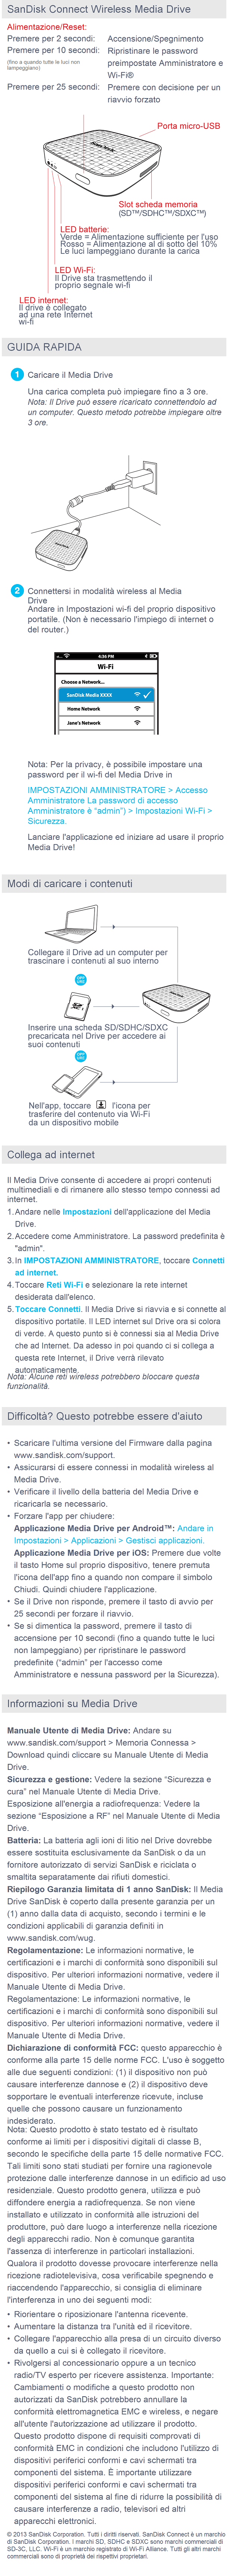 SanDisk Connect Wireless Media Drive
Alimentazione/Reset:
Premere per 2 secondi: Accensione/Spegnimento
Premere per 10 secondi: Ripristinare le password
(fino a quando tutte le luci non
lampeggiano)
preimpostate Amministratore e
Wi-Fi®
Premere per 25 secondi: Premere con decisione per un
riavvio forzato
Porta micro-USB
SanDisk
Slot scheda memoria
(SD™/SDHC™/SDXC™)
LED batterie:
Verde = Alimentazione sufficiente per l'uso
Rosso = Alimentazione al di sotto del 10%
Le luci lampeggiano durante la carica
LED Wi-Fi:
Il Drive sta trasmettendo il
proprio segnale wi-fi
LED internet:
Il drive è collegato
ad una rete Internet
wi-fi
GUIDA RAPIDA
1 Caricare il Media Drive
Una carica completa può impiegare fino a 3 ore.
Nota: Il Drive può essere ricaricato connettendolo ad
un computer. Questo metodo potrebbe impiegare oltre
3 ore.
SanDisk
2 Connettersi in modalità wireless al Media
Drive
Andare in Impostazioni wi-fi del proprio dispositivo
portatile. (Non è necessario l'impiego di internet o
del router.)
4:36 PM
Wi-Fi
Choose a Network...
SanDisk Media XXXX
Home Network
Jane's Network
Nota: Per la privacy, è possibile impostare una
password per il wi-fi del Media Drive in
IMPOSTAZIONI AMMINISTRATORE > Accesso
Amministratore La password di accesso
Amministratore è “admin”) > Impostazioni Wi-Fi >
Sicurezza.
Lanciare l'applicazione ed iniziare ad usare il proprio
Media Drive!
Modi di caricare i contenuti
Collegare il Drive ad un computer per
trascinare i contenuti al suo interno
SanDisk
Inserire una scheda SD/SDHC/SDXC
precaricata nel Drive per accedere ai
suoi contenuti
Nell'app, toccare l'icona per
trasferire del contenuto via Wi-Fi
da un dispositivo mobile
Collega ad internet
Il Media Drive consente di accedere ai propri contenuti
multimediali e di rimanere allo stesso tempo connessi ad
internet.
1. Andare nelle Impostazioni dell'applicazione del Media
Drive.
2. Accedere come Amministratore. La password predefinita è
"admin".
3. In IMPOSTAZIONI AMMINISTRATORE, toccare Connetti
ad internet.
4. Toccare Reti Wi-Fi e selezionare la rete internet
desiderata dall'elenco.
5. Toccare Connetti. Il Media Drive si riavvia e si connette al
dispositivo portatile. Il LED internet sul Drive ora si colora
di verde. A questo punto si è connessi sia al Media Drive
che ad Internet. Da adesso in poi quando ci si collega a
questa rete Internet, il Drive verrà rilevato
automaticamente.
Nota: Alcune reti wireless potrebbero bloccare questa
funzionalità.
Difficoltà? Questo potrebbe essere d'aiuto
• Scaricare l'ultima versione del Firmware dalla pagina
www.sandisk.com/support.
• Assicurarsi di essere connessi in modalità wireless al
Media Drive.
• Verificare il livello della batteria del Media Drive e
ricaricarla se necessario.
• Forzare l'app per chiudere:
Applicazione Media Drive per Android™: Andare in
Impostazioni > Applicazioni > Gestisci applicazioni.
Applicazione Media Drive per iOS: Premere due volte
il tasto Home sul proprio dispositivo, tenere premuta
l'icona dell'app fino a quando non compare il simbolo
Chiudi. Quindi chiudere l'applicazione.
• Se il Drive non risponde, premere il tasto di avvio per
25 secondi per forzare il riavvio.
• Se si dimentica la password, premere il tasto di
accensione per 10 secondi (fino a quando tutte le luci
non lampeggiano) per ripristinare le password
predefinite (“admin” per l'accesso come
Amministratore e nessuna password per la Sicurezza).
Informazioni su Media Drive
Manuale Utente di Media Drive: Andare su
www.sandisk.com/support > Memoria Connessa >
Download quindi cliccare su Manuale Utente di Media
Drive.
Sicurezza e gestione: Vedere la sezione “Sicurezza e
cura” nel Manuale Utente di Media Drive.
Esposizione all'energia a radiofrequenza: Vedere la
sezione “Esposizione a RF” nel Manuale Utente di Media
Drive.
Batteria: La batteria agli ioni di litio nel Drive dovrebbe
essere sostituita esclusivamente da SanDisk o da un
fornitore autorizzato di servizi SanDisk e riciclata o
smaltita separatamente dai rifiuti domestici.
Riepilogo Garanzia limitata di 1 anno SanDisk: Il Media
Drive SanDisk è coperto dalla presente garanzia per un
(1) anno dalla data di acquisto, secondo i termini e le
condizioni applicabili di garanzia definiti in
www.sandisk.com/wug.
Regolamentazione: Le informazioni normative, le
certificazioni e i marchi di conformità sono disponibili sul
dispositivo. Per ulteriori informazioni normative, vedere il
Manuale Utente di Media Drive.
Regolamentazione: Le informazioni normative, le
certificazioni e i marchi di conformità sono disponibili sul
dispositivo. Per ulteriori informazioni normative, vedere il
Manuale Utente di Media Drive.
Dichiarazione di conformità FCC: questo apparecchio è
conforme alla parte 15 delle norme FCC. L'uso è soggetto
alle due seguenti condizioni: (1) il dispositivo non può
causare interferenze dannose e (2) il dispositivo deve
sopportare le eventuali interferenze ricevute, incluse
quelle che possono causare un funzionamento
indesiderato.
Nota: Questo prodotto è stato testato ed è risultato
conforme ai limiti per i dispositivi digitali di classe B,
secondo le specifiche della parte 15 delle normative FCC.
Tali limiti sono stati studiati per fornire una ragionevole
protezione dalle interferenze dannose in un edificio ad uso
residenziale. Questo prodotto genera, utilizza e può
diffondere energia a radiofrequenza. Se non viene
installato e utilizzato in conformità alle istruzioni del
produttore, può dare luogo a interferenze nella ricezione
degli apparecchi radio. Non è comunque garantita
l'assenza di interferenze in particolari installazioni.
Qualora il prodotto dovesse provocare interferenze nella
ricezione radiotelevisiva, cosa verificabile spegnendo e
riaccendendo l'apparecchio, si consiglia di eliminare
l'interferenza in uno dei seguenti modi:
• Riorientare o riposizionare l'antenna ricevente.
• Aumentare la distanza tra l'unità ed il ricevitore.
• Collegare l'apparecchio alla presa di un circuito diverso
da quello a cui si è collegato il ricevitore.
• Rivolgersi al concessionario oppure a un tecnico
radio/TV esperto per ricevere assistenza. Importante:
Cambiamenti o modifiche a questo prodotto non
autorizzati da SanDisk potrebbero annullare la
conformità elettromagnetica EMC e wireless, e negare
all'utente l'autorizzazione ad utilizzare il prodotto.
Questo prodotto dispone di requisiti comprovati di
conformità EMC in condizioni che includono l'utilizzo di
dispositivi periferici conformi e cavi schermati tra
componenti del sistema. È importante utilizzare
dispositivi periferici conformi e cavi schermati tra
componenti del sistema al fine di ridurre la possibilità di
causare interferenze a radio, televisori ed altri
apparecchi elettronici.
© 2013 SanDisk Corporation. Tutti i diritti riservati. SanDisk Connect è un marchio
di SanDisk Corporation. I marchi SD, SDHC e SDXC sono marchi commerciali di
SD-3C, LLC. Wi-Fi è un marchio registrato di Wi-Fi Alliance. Tutti gli altri marchi
commerciali sono di proprietà dei rispettivi proprietari.